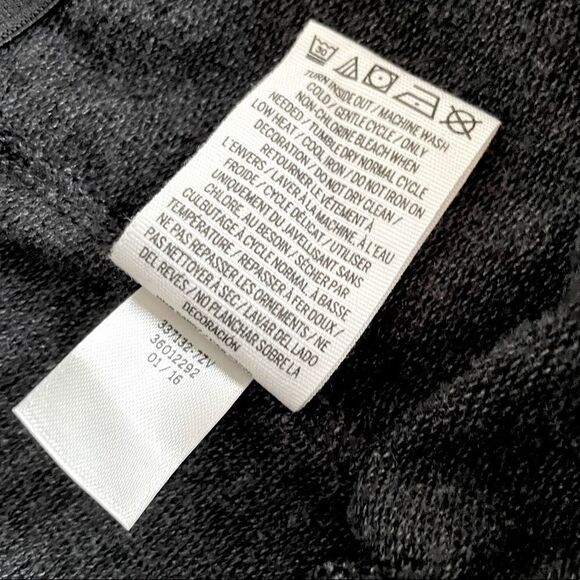 30
TURN INSIDE OUT / MACHINE WASH
COLD / GENTLE CYCLE / ONLY
NON-CHLORINE BLEACH WHEN
NEEDED / TUMBLE DRY NORMAL CYCLE
LOW HEAT / COOL IRON / DO NOT IRON ON
DECORATION / DO NOT DRY CLEAN /
RETOURNER LE VÊTEMENT À
L'ENVERS / LAVER À LA MACHINE, À L'EAU
FROIDE / CYCLE DÉLICAT / UTILISER
UNIQUEMENT DU JAVELLISANT SANS
CHLORE, AU BESOIN / SÉCHER PAR
CULBUTAGE À CYCLE NORMAL À BASSE
TEMPÉRATURE / REPASSER À FER DOUX /
NE PAS REPASSER LES ORNEMENTS / NE
PAS NETTOYER À SEC / LAVAR DEL LADO
DEL REVÉS / NO PLANCHAR SOBRE LA
DECORACIÓN
337132-1ZV
36012292
01/16